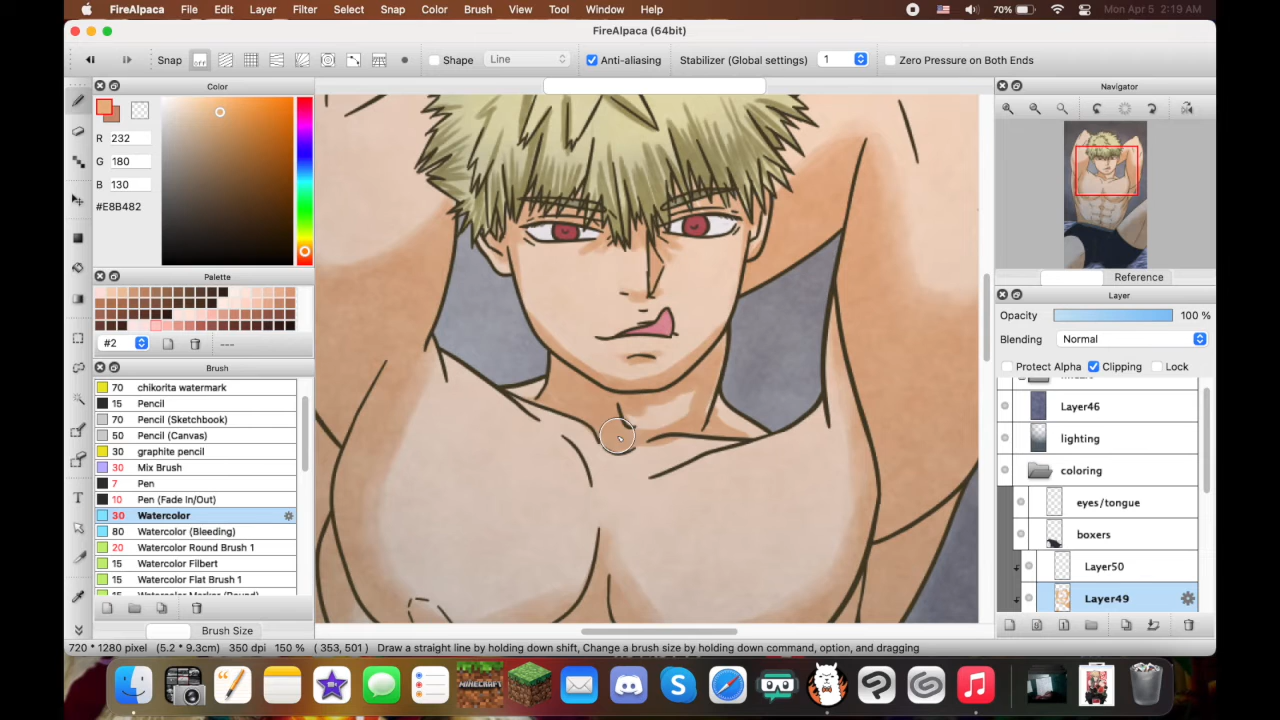 FireAlpaca File Edit Layer Filter Select Snap Color Brush View Tool Window Help 70% Mon Apr 5 2:19 AM
FireAlpaca (64bit)
Snap OFF Shape Line Anti-aliasing Stabilizer (Global settings) 1 Zero Pressure on Both Ends
Color
R 232
G 180
B 130
#E8B482
Palette
#2 ---
Brush
70 chikorita watermark
15 Pencil
20 Pencil (Sketchbook)
50 Pencil (Canvas)
30 graphite pencil
30 Mix Brush
7 Pen
10 Pen (Fade In/Out)
30 Watercolor
80 Watercolor (Bleeding)
20 Watercolor Round Brush 1
15 Watercolor Filbert
15 Watercolor Flat Brush 1
15 Watercolor Marker (Round)
Brush Size
Navigator
Reference
Layer
Opacity 100 %
Blending Normal
Protect Alpha Clipping Lock
Layer46
lighting
coloring
eyes/tongue
boxers
Layer50
Layer49
720 * 1280 pixel (5.2 * 9.3cm) 350 dpi 150 % ( 353, 501 ) Draw a straight line by holding down shift, Change a brush size by holding down command, option, and dragging